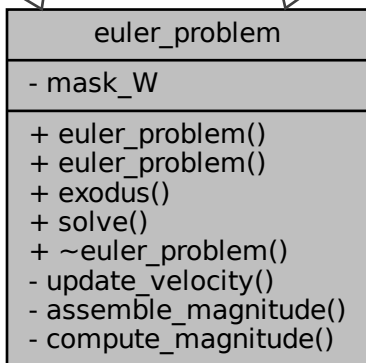 euler_problem
- mask_W
+ euler_problem()
+ euler_problem()
+ exodus()
+ solve()
+ ~euler_problem()
- update_velocity()
- assemble_magnitude()
- compute_magnitude()